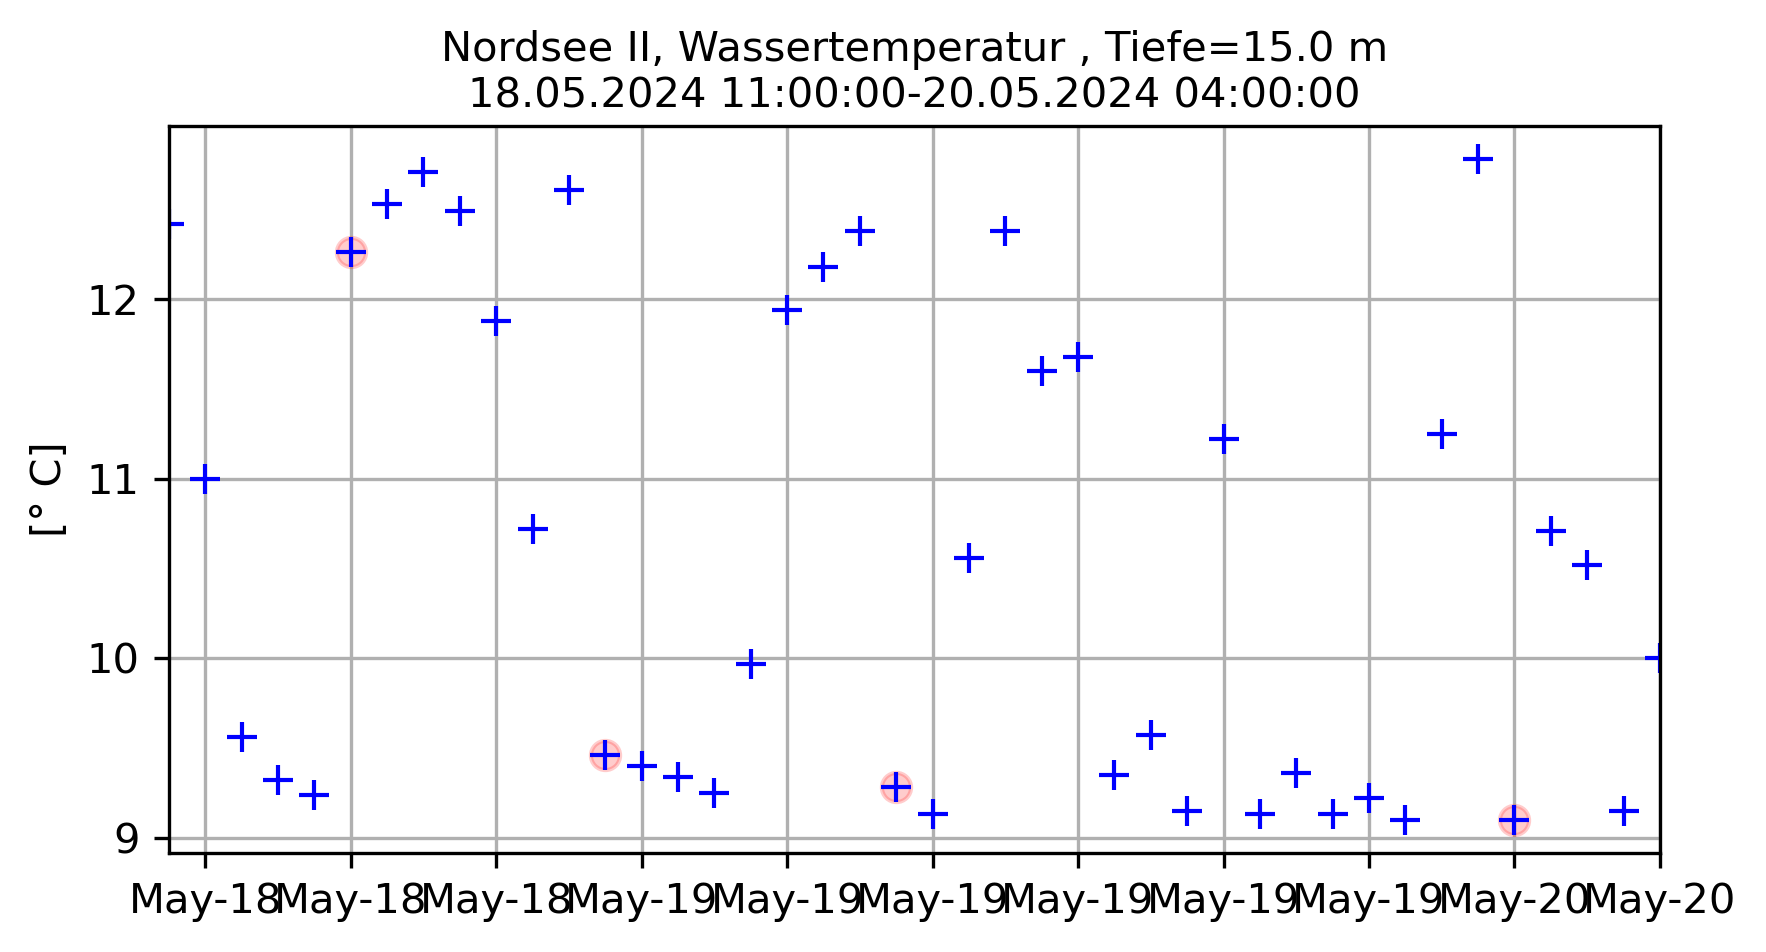 Nordsee II, Wassertemperatur , Tiefe=15.0 m
18.05.2024 11:00:00-20.05.2024 04:00:00
[° C]
12
11
10
9
May-18 May-18 May-18 May-19 May-19 May-19 May-19 May-19 May-19 May-20 May-20